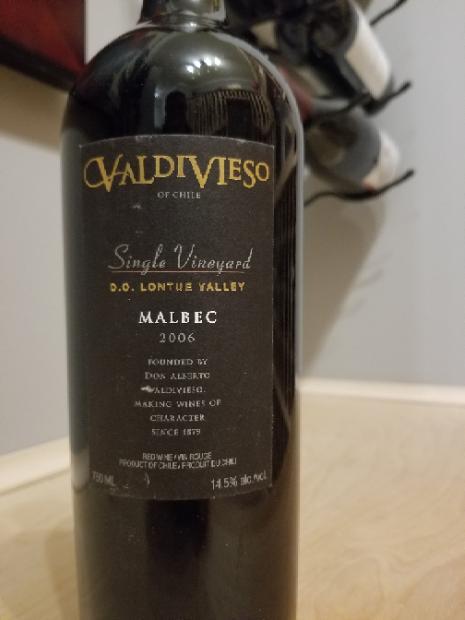 VALDIVIESO
OF CHILE
Single Vineyard
D.O. LONTUE VALLEY
MALBEC
2006
FOUNDED BY
DON ALBERTO
VALDIVIESO.
MAKING WINES OF
CHARACTER
SINCE 1879
RED WINE / VIN ROUGE
PRODUCT OF CHILE / PRODUIT DU CHILI
750 ML
14.5% alc./vol.